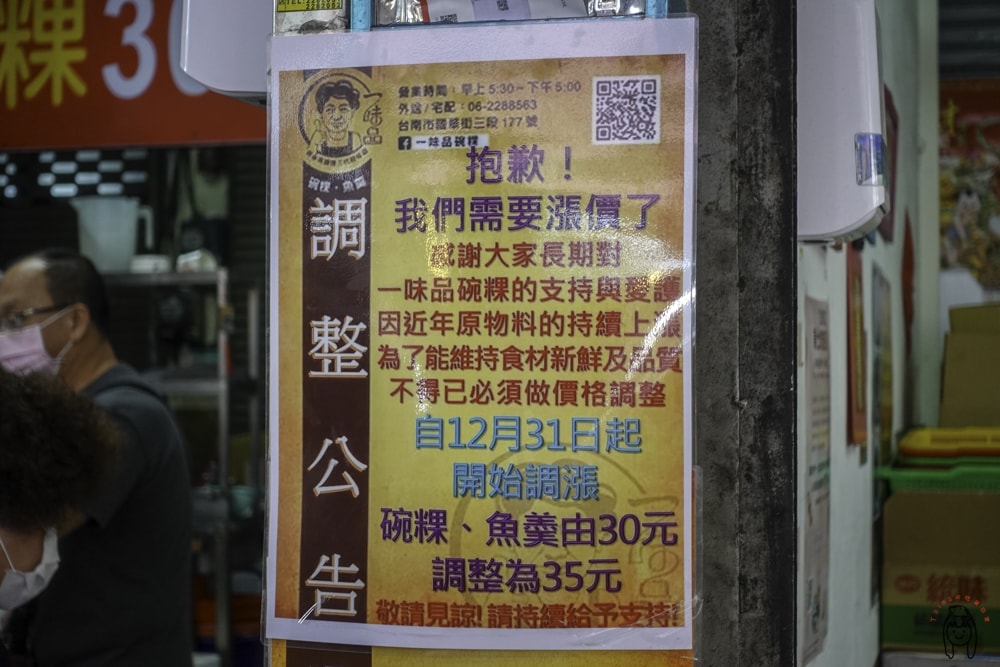 粿 30
營業時間：早上 5:30～下午 5:00
外送/宅配：06-2288563
台南市國華街三段 177 號
一味品碗粿
一味品
碗粿・魚羹
調整公告
抱歉！
我們需要漲價了
感謝大家長期對
一味品碗粿的支持與愛護
因近年原物料的持續上漲
為了能維持食材新鮮及品質
不得已必須做價格調整
自12月31日起
開始調漲
碗粿、魚羹由30元
調整為35元
敬請見諒!請持續給予支持!
統味